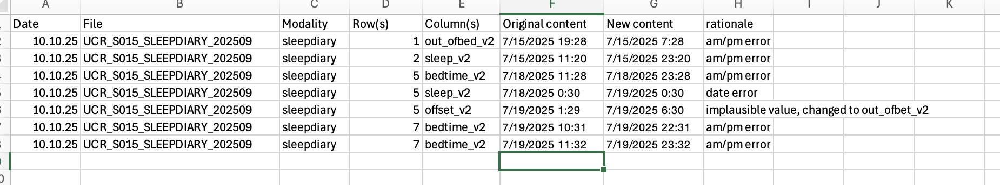 A B C D E F G H I J K
Date File Modality Row(s) Column(s) Original content New content rationale
10.10.25 UCR_S015_SLEEPDIARY_202509 sleepdiary 1 out_ofbed_v2 7/15/2025 19:28 7/15/2025 7:28 am/pm error
10.10.25 UCR_S015_SLEEPDIARY_202509 sleepdiary 2 sleep_v2 7/15/2025 11:20 7/15/2025 23:20 am/pm error
10.10.25 UCR_S015_SLEEPDIARY_202509 sleepdiary 5 bedtime_v2 7/18/2025 11:28 7/18/2025 23:28 am/pm error
10.10.25 UCR_S015_SLEEPDIARY_202509 sleepdiary 5 sleep_v2 7/18/2025 0:30 7/19/2025 0:30 date error
10.10.25 UCR_S015_SLEEPDIARY_202509 sleepdiary 5 offset_v2 7/19/2025 1:29 7/19/2025 6:30 implausible value, changed to out_ofbet_v2
10.10.25 UCR_S015_SLEEPDIARY_202509 sleepdiary 7 bedtime_v2 7/19/2025 10:31 7/19/2025 22:31 am/pm error
10.10.25 UCR_S015_SLEEPDIARY_202509 sleepdiary 7 bedtime_v2 7/19/2025 11:32 7/19/2025 23:32 am/pm error